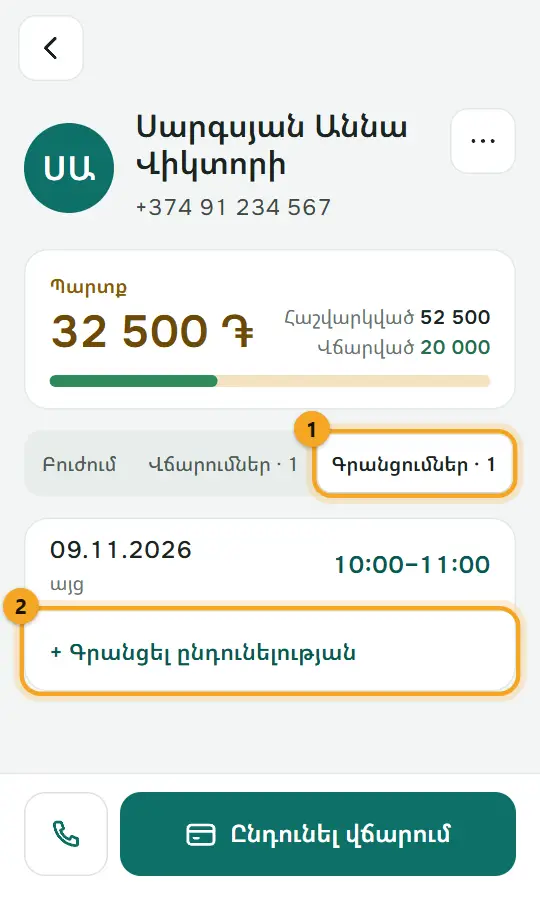 Սարգսյան Աննա
Վիկտորի
ՍԱ
...
+374 91 234 567
Պարտք
32 500 ֏
Հաշվարկված 52 500
Վճարված 20 000
1
Բուժում
Վճարումներ · 1
Գրանցումներ · 1
09.11.2026
այց
10:00–11:00
2
+ Գրանցել ընդունելության
Ընդունել վճարում